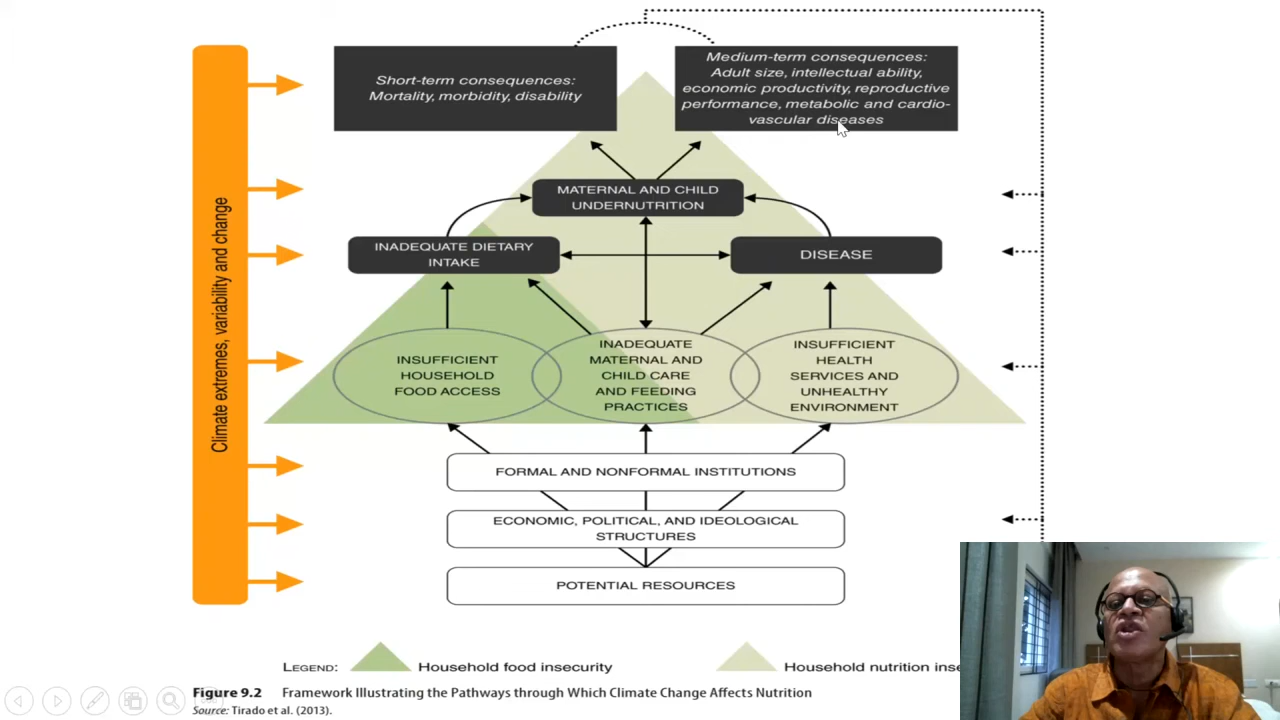 Climate extremes, variability and change
Short-term consequences:
Mortality, morbidity, disability
Medium-term consequences:
Adult size, intellectual ability,
economic productivity, reproductive
performance, metabolic and cardio-
vascular diseases
MATERNAL AND CHILD
UNDERNUTRITION
INADEQUATE DIETARY
INTAKE
DISEASE
INSUFFICIENT
HOUSEHOLD
FOOD ACCESS
INADEQUATE
MATERNAL AND
CHILD CARE
AND FEEDING
PRACTICES
INSUFFICIENT
HEALTH
SERVICES AND
UNHEALTHY
ENVIRONMENT
FORMAL AND NONFORMAL INSTITUTIONS
ECONOMIC, POLITICAL, AND IDEOLOGICAL
STRUCTURES
POTENTIAL RESOURCES
LEGEND:
Household food insecurity
Household nutrition inse
Figure 9.2 Framework Illustrating the Pathways through Which Climate Change Affects Nutrition
Source: Tirado et al. (2013).